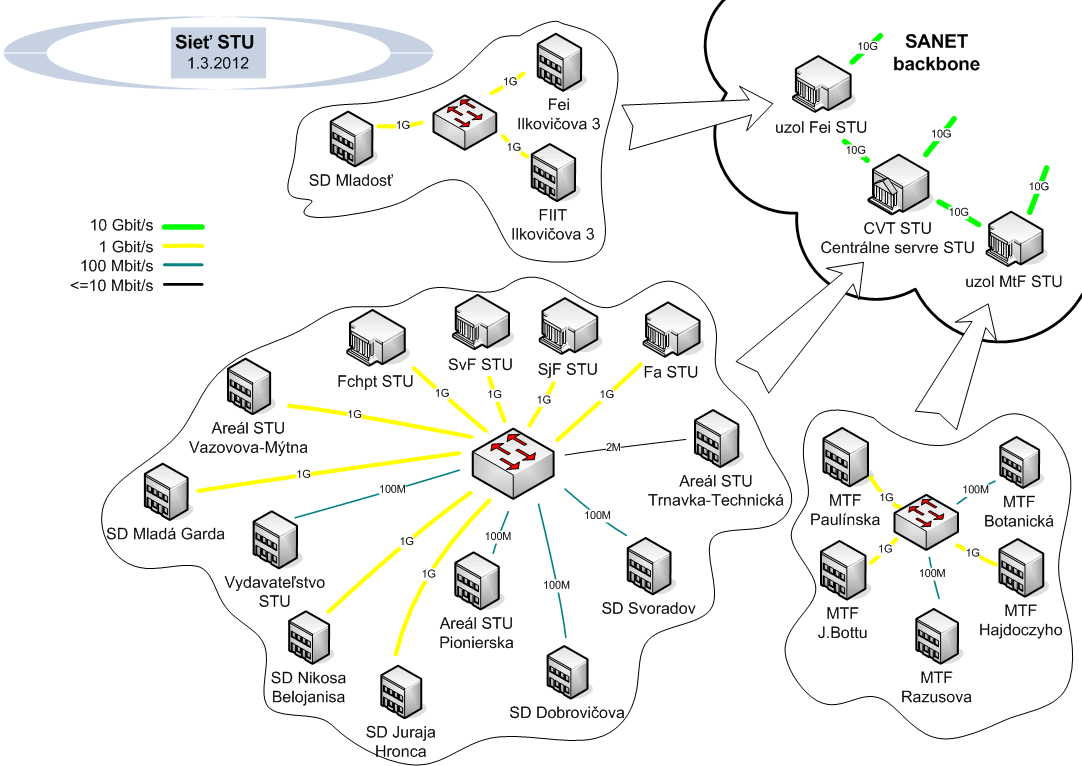 Sieť STU
1.3.2012
SANET
backbone
10G
uzol Fei STU
10G
10G
CVT STU
Centrálne servre STU
10G
10G
uzol MtF STU
1G
Fei
Ilkovičova 3
1G
SD Mladosť
1G
FIIT
Ilkovičova 3
10 Gbit/s
1 Gbit/s
100 Mbit/s
<=10 Mbit/s
Fchpt STU
SvF STU
SjF STU
Fa STU
1G
1G
1G
1G
Areál STU
Vazovova-Mýtna
1G
2M
Areál STU
Trnavka-Technická
SD Mladá Garda
1G
100M
Vydavateľstvo
STU
100M
SD Svoradov
1G
SD Nikosa
Belojanisa
1G
SD Juraja
Hronca
100M
Areál STU
Pionierska
100M
SD Dobrovičova
MTF
Paulínska
1G
100M
MTF
Botanická
1G
MTF
J.Bottu
1G
MTF
Hajdoczyho
100M
MTF
Razusova